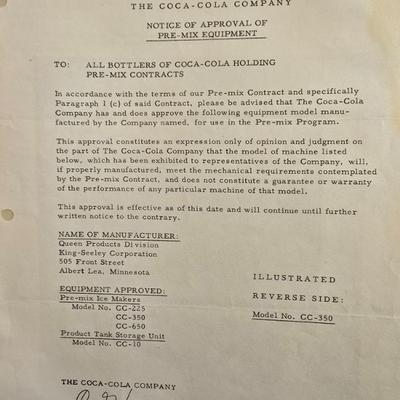 THE COCA-COLA COMPANY
NOTICE OF APPROVAL OF
PRE-MIX EQUIPMENT
TO: ALL BOTTLERS OF COCA-COLA HOLDING
PRE-MIX CONTRACTS
In accordance with the terms of our Pre-mix Contract and specifically
Paragraph 1 (c) of said Contract, please be advised that The Coca-Cola
Company has and does approve the following equipment model manu-
factured by the Company named, for use in the Pre-mix Program.
This approval constitutes an expression only of opinion and judgment on
the part of The Coca-Cola Company that the model of machine listed
below, which has been exhibited to representatives of the Company, will,
if properly manufactured, meet the mechanical requirements contemplated
by the Pre-mix Contract, and does not constitute a guarantee or warranty
of the performance of any particular machine of that model.
This approval is effective as of this date and will continue until further
written notice to the contrary.
NAME OF MANUFACTURER:
Queen Products Division
King-Seeley Corporation
505 Front Street
Albert Lea, Minnesota
EQUIPMENT APPROVED:
Pre-mix Ice Makers
Model No. CC-225
CC-350
CC-650
Product Tank Storage Unit
Model No. CC-10
ILLUSTRATED
REVERSE SIDE:
Model No. CC-350
THE COCA-COLA COMPANY